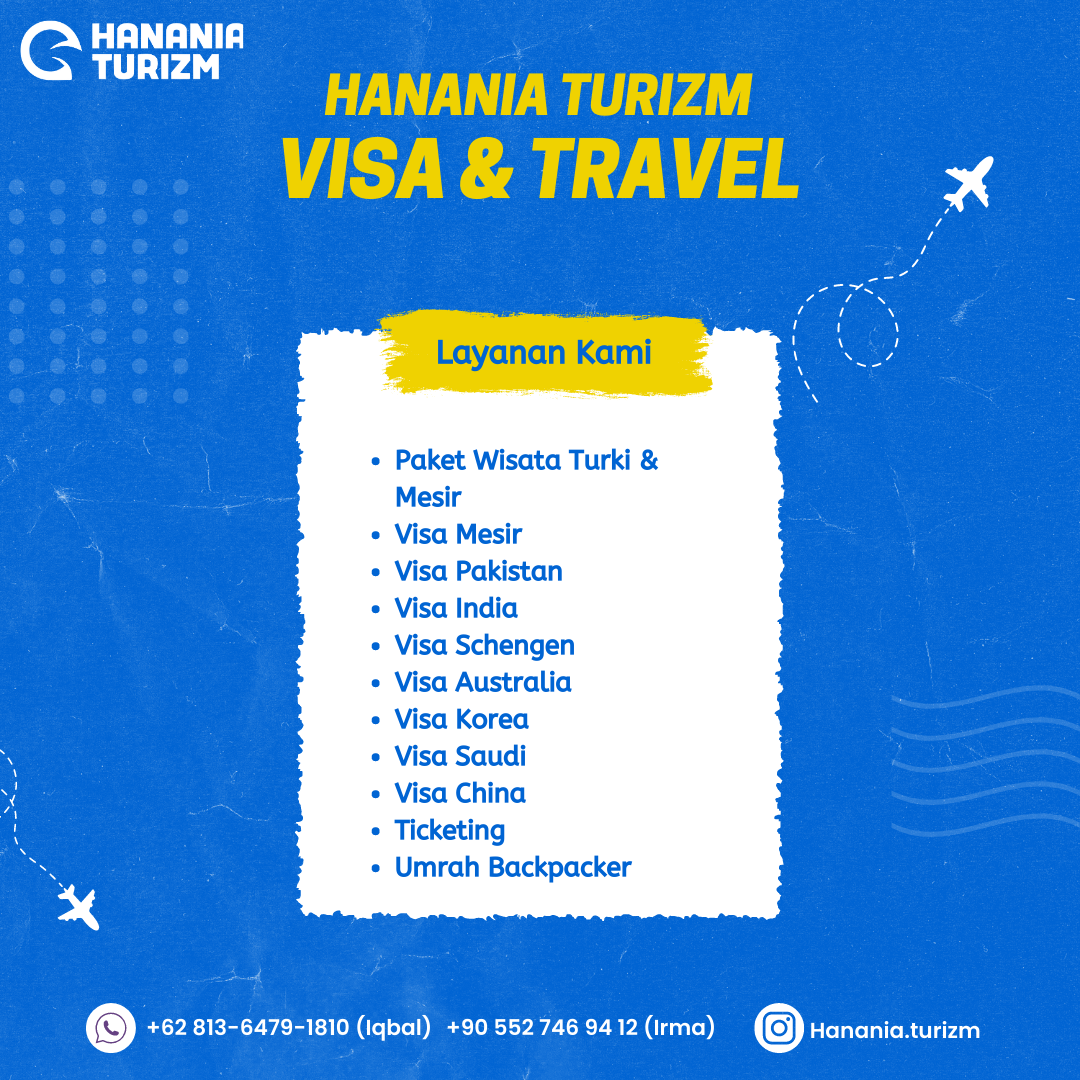 HANANIA
TURIZM
HANANIA TURIZM
VISA & TRAVEL
Layanan Kami
• Paket Wisata Turki &
Mesir
• Visa Mesir
• Visa Pakistan
• Visa India
• Visa Schengen
• Visa Australia
• Visa Korea
• Visa Saudi
• Visa China
• Ticketing
• Umrah Backpacker
+62 813-6479-1810 (Iqbal) +90 552 746 94 12 (Irma)
Hanania.turizm